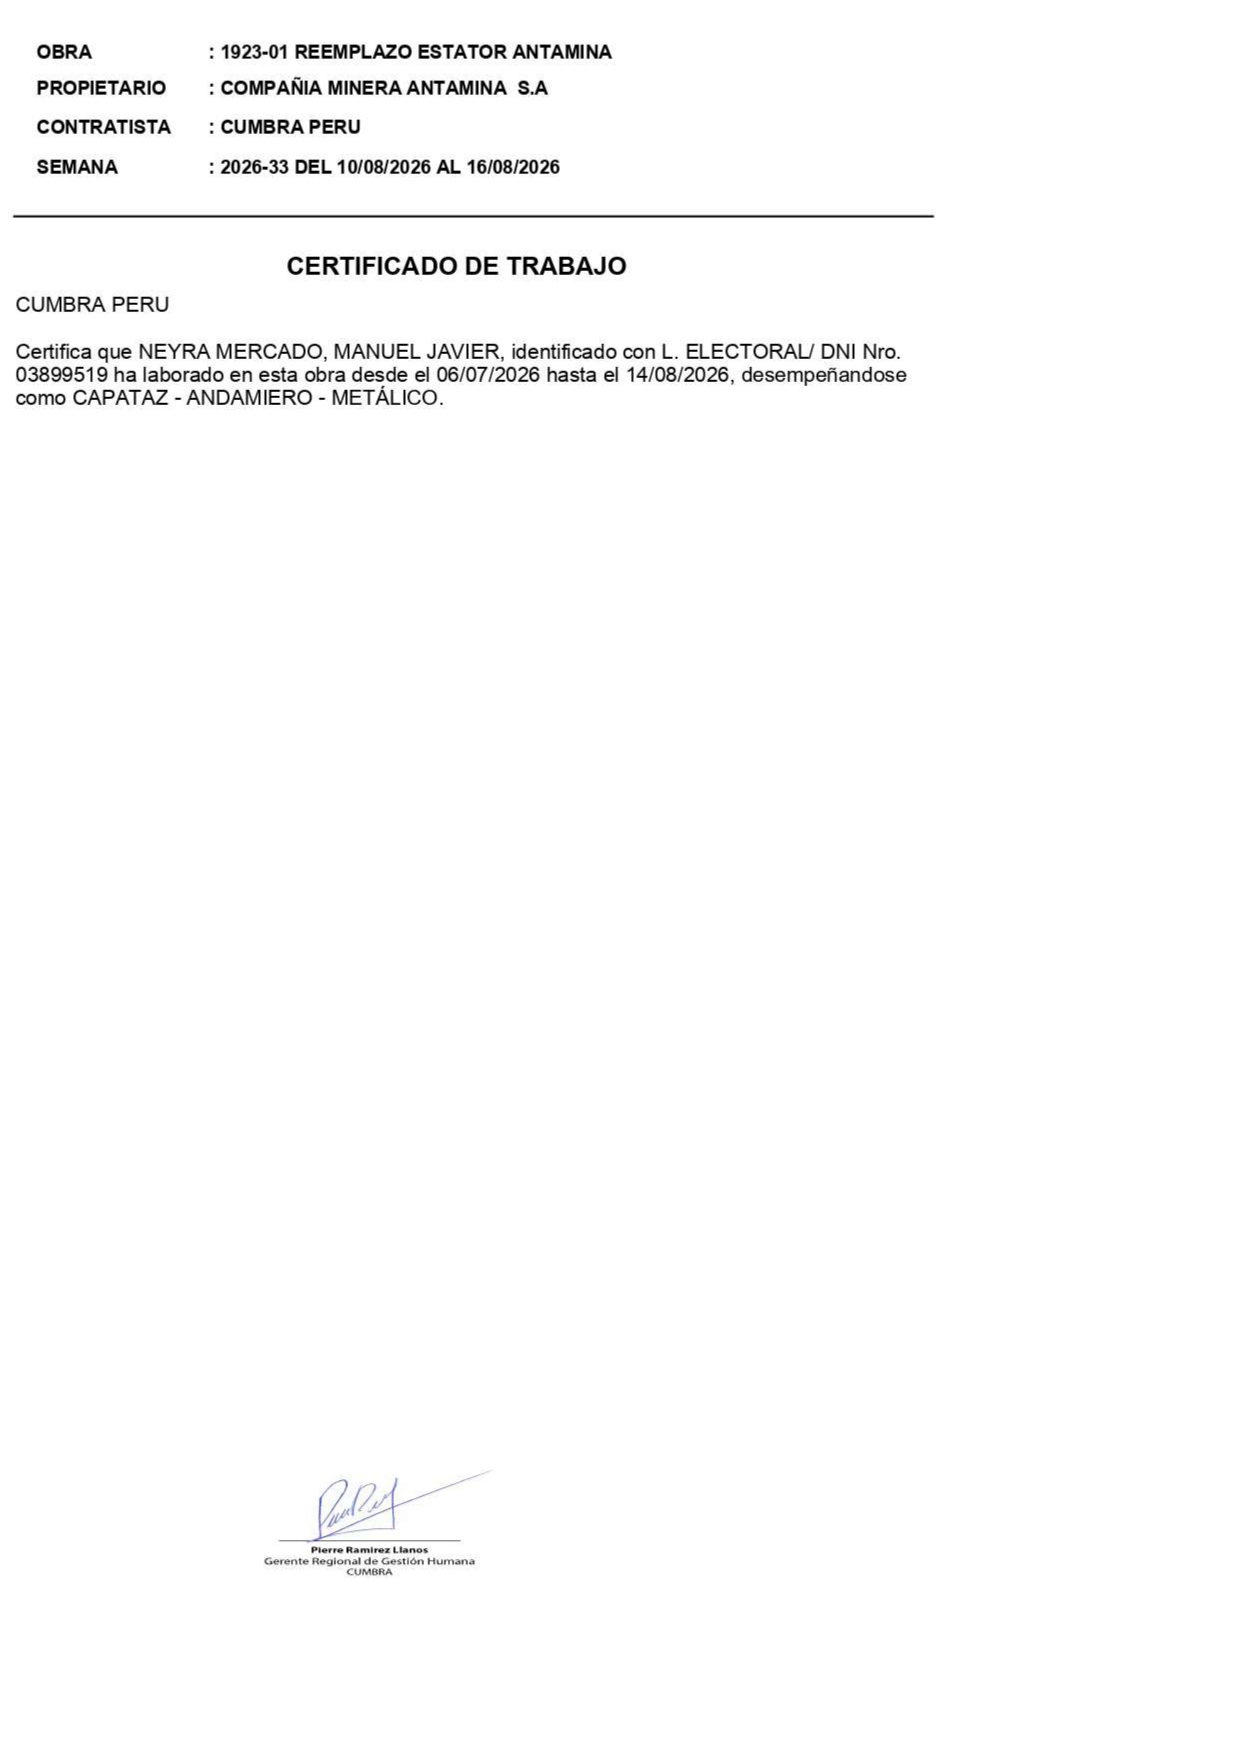 OBRA : 1923-01 REEMPLAZO ESTATOR ANTAMINA
PROPIETARIO : COMPAÑIA MINERA ANTAMINA S.A
CONTRATISTA : CUMBRA PERU
SEMANA : 2026-33 DEL 10/08/2026 AL 16/08/2026
CERTIFICADO DE TRABAJO
CUMBRA PERU
Certifica que NEYRA MERCADO, MANUEL JAVIER, identificado con L. ELECTORAL/ DNI Nro.
03899519 ha laborado en esta obra desde el 06/07/2026 hasta el 14/08/2026, desempeñandose
como CAPATAZ - ANDAMIERO - METÁLICO.
Pierre Ramirez Llanos
Gerente Regional de Gestión Humana
CUMBRA